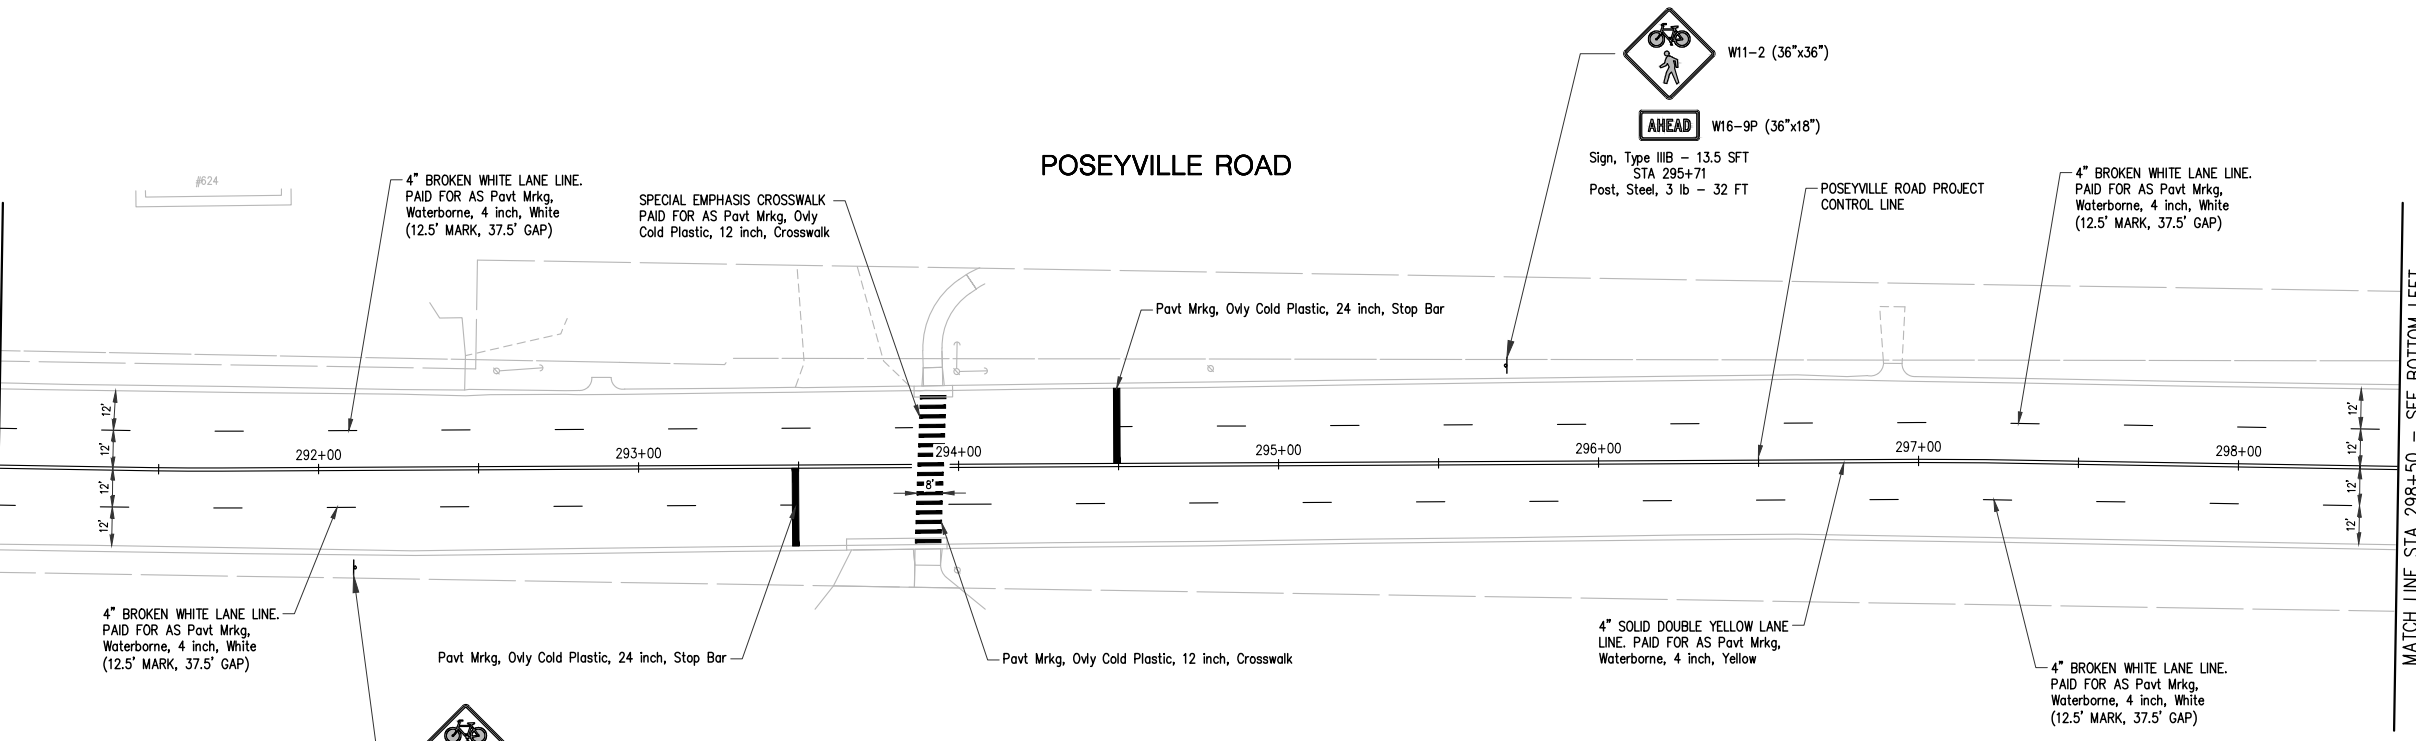 W11-2 (36"x36")
AHEAD
W16-9P (36"x18")
Sign, Type IIIB - 13.5 SFT
STA 295+71
Post, Steel, 3 lb - 32 FT
POSEYVILLE ROAD
#624
4" BROKEN WHITE LANE LINE.
PAID FOR AS Pavt Mrkg,
Waterborne, 4 inch, White
(12.5' MARK, 37.5' GAP)
SPECIAL EMPHASIS CROSSWALK
PAID FOR AS Pavt Mrkg, Ovly
Cold Plastic, 12 inch, Crosswalk
POSEYVILLE ROAD PROJECT
CONTROL LINE
4" BROKEN WHITE LANE LINE.
PAID FOR AS Pavt Mrkg,
Waterborne, 4 inch, White
(12.5' MARK, 37.5' GAP)
Pavt Mrkg, Ovly Cold Plastic, 24 inch, Stop Bar
12'
12'
12'
12'
292+00
293+00
294+00
295+00
296+00
297+00
298+00
8'
12'
12'
12'
12'
MATCH LINE STA 298+50 - SEE BOTTOM LEFT
4" BROKEN WHITE LANE LINE.
PAID FOR AS Pavt Mrkg,
Waterborne, 4 inch, White
(12.5' MARK, 37.5' GAP)
Pavt Mrkg, Ovly Cold Plastic, 24 inch, Stop Bar
Pavt Mrkg, Ovly Cold Plastic, 12 inch, Crosswalk
4" SOLID DOUBLE YELLOW LANE
LINE. PAID FOR AS Pavt Mrkg,
Waterborne, 4 inch, Yellow
4" BROKEN WHITE LANE LINE.
PAID FOR AS Pavt Mrkg,
Waterborne, 4 inch, White
(12.5' MARK, 37.5' GAP)